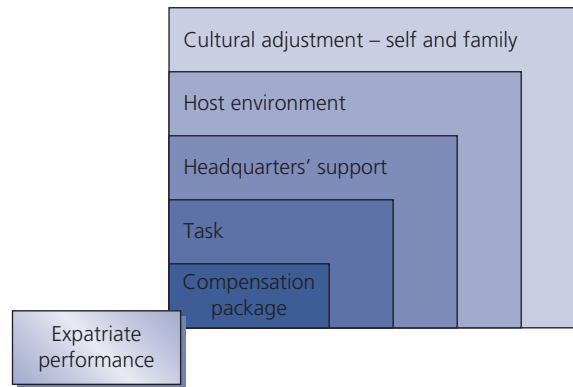 Cultural adjustment – self and family
Host environment
Headquarters’ support
Task
Compensation
package
Expatriate
performance